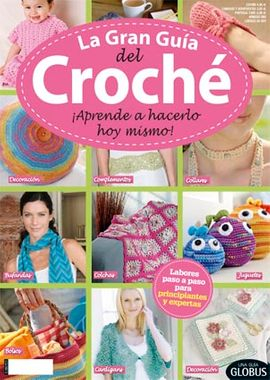 La Gran Guía
del
Croché
¡Aprende a hacerlo
hoy mismo!
Decoración
Complementos
Collares
Bufandas
Colchas
Juguetes
Labores
paso a paso
para
principiantes
y expertas
Bolsos
Cardigans
Decoración
UNA GUÍA
GLOBUS